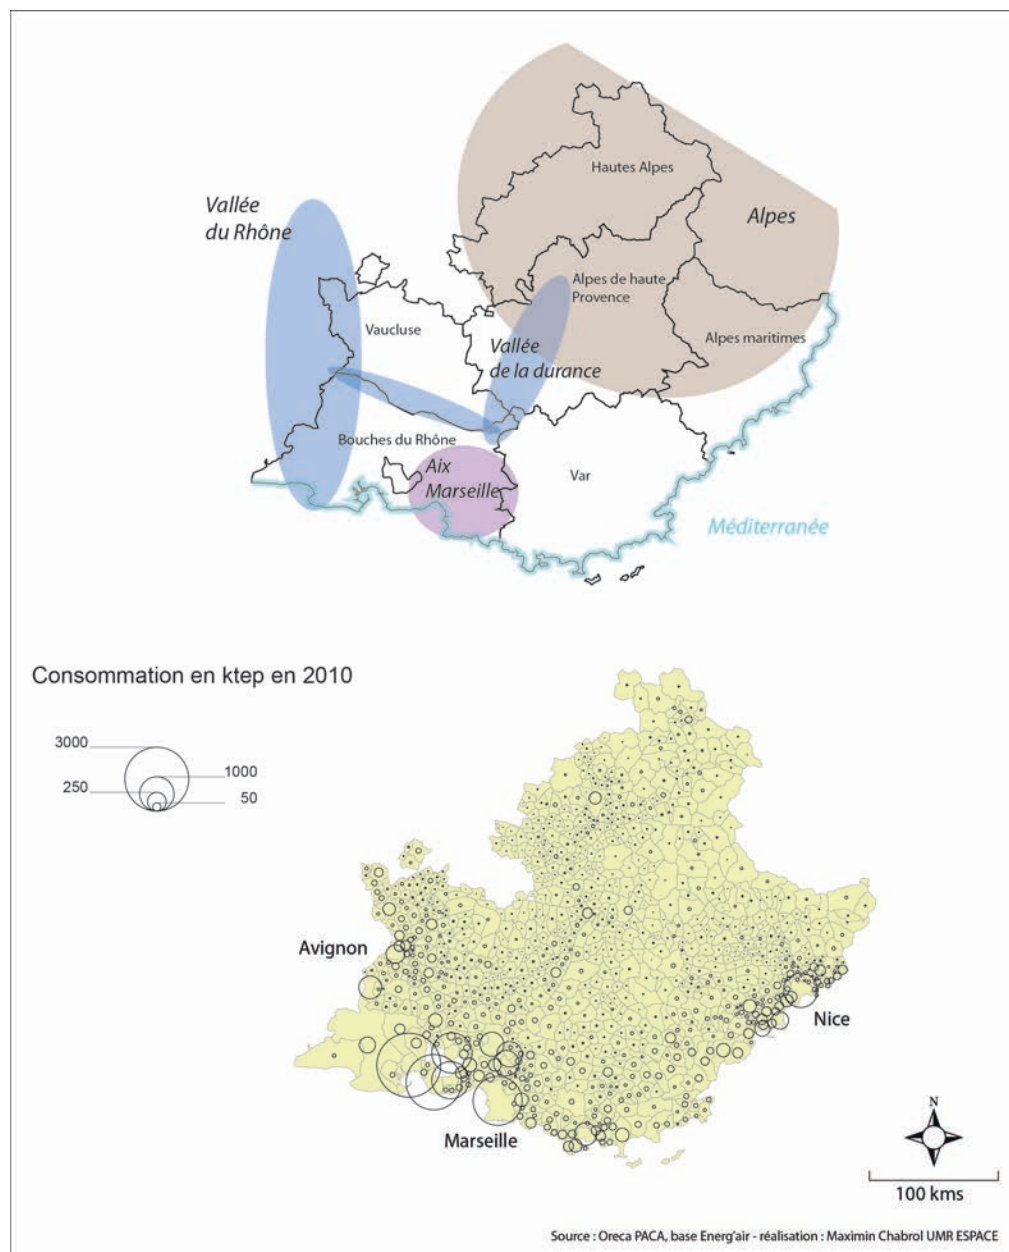 Hautes Alpes
Vallée
du Rhône
Alpes
Alpes de haute
Provence
Vaucluse
Alpes maritimes
Vallée
de la durance
Bouches du Rhône
Aix
Marseille
Var
Méditerranée
Consommation en ktep en 2010
3000
1000
250
50
Avignon
Nice
Marseille
N
100 kms
Source : Oreca PACA, base Energ'air - réalisation : Maximin Chabrol UMR ESPACE